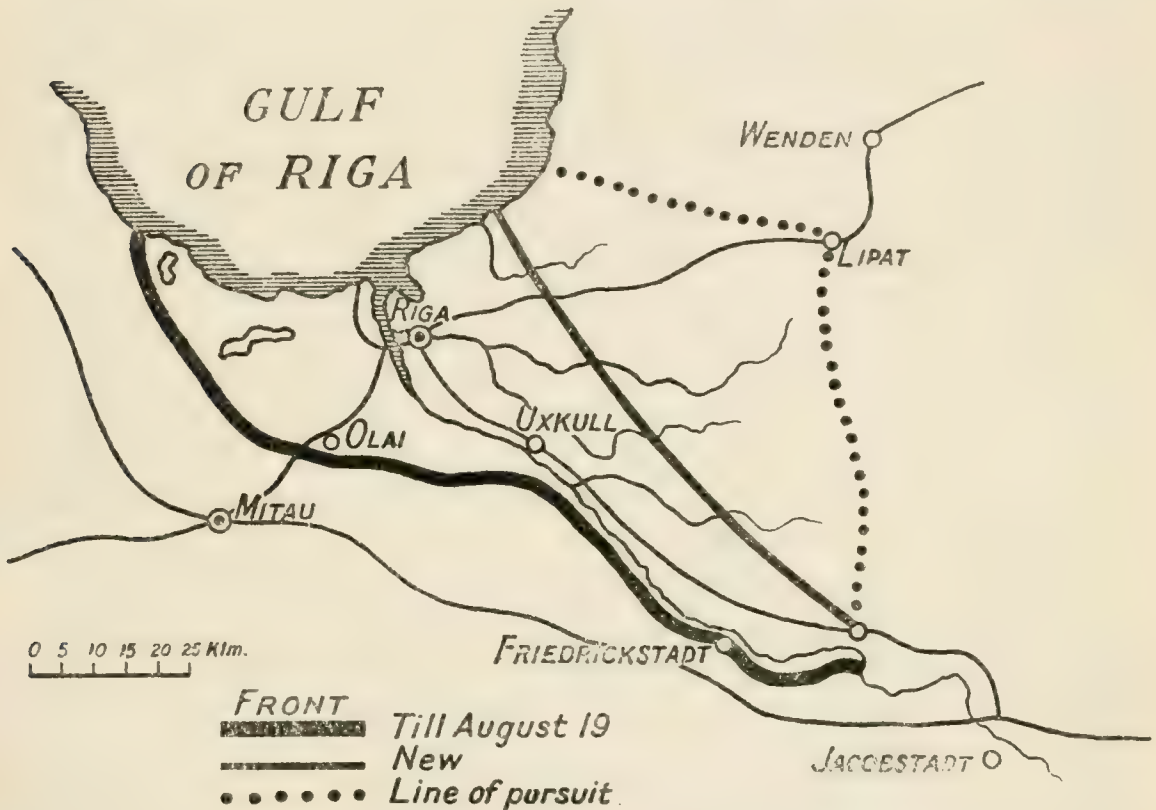 GULF
OF RIGA
WENDEN
LIPAT
RIGA
UXKULL
OLAI
MITAU
FRIEDRICKSTADT
0 5 10 15 20 25 Klm.
FRONT
Till August 19
New
Line of pursuit.
JACOBSTADT